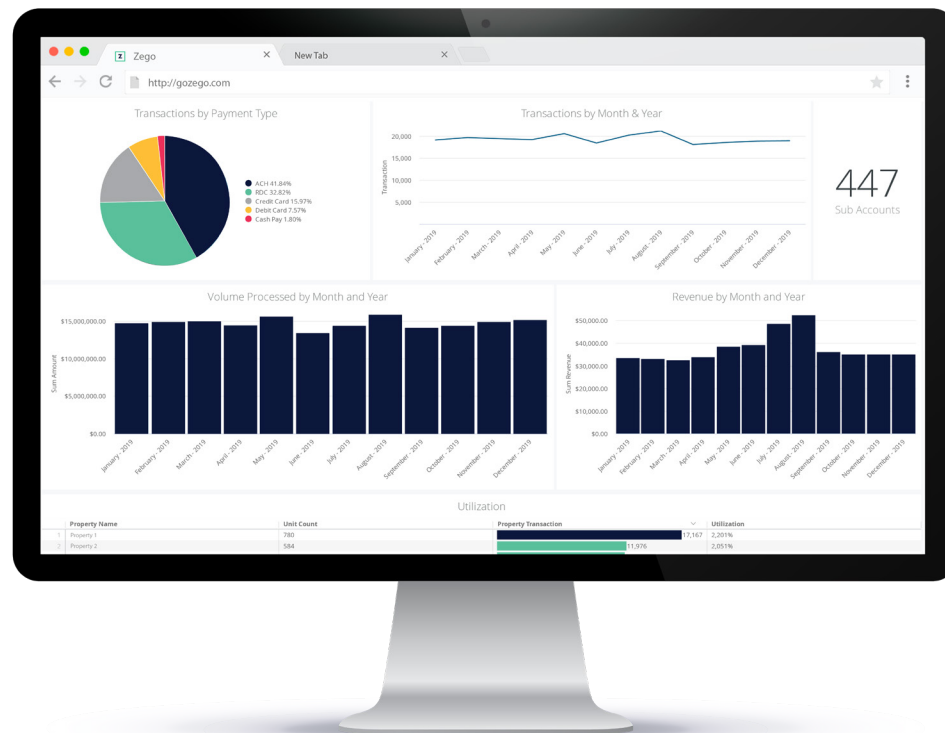 Z Zego
New Tab
http://gozego.com
Transactions by Payment Type
ACH 41.84%
RDC 32.82%
Credit Card 15.97%
Debit Card 7.57%
Cash Pay 1.80%
Transactions by Month & Year
Transaction
20,000
15,000
10,000
5,000
January - 2019
February - 2019
March - 2019
April - 2019
May - 2019
June - 2019
July - 2019
August - 2019
September - 2019
October - 2019
November - 2019
December - 2019
447
Sub Accounts
Volume Processed by Month and Year
Sum Amount
$15,000,000.00
$10,000,000.00
$5,000,000.00
$0.00
January - 2019
February - 2019
March - 2019
April - 2019
May - 2019
June - 2019
July - 2019
August - 2019
September - 2019
October - 2019
November - 2019
December - 2019
Revenue by Month and Year
Sum Revenue
$50,000.00
$40,000.00
$30,000.00
$20,000.00
$10,000.00
$0.00
January - 2019
February - 2019
March - 2019
April - 2019
May - 2019
June - 2019
July - 2019
August - 2019
September - 2019
October - 2019
November - 2019
December - 2019
Utilization
Property Name Unit Count Property Transaction Utilization
1 Property 1 780 17,167 2,201%
2 Property 2 584 11,976 2,051%